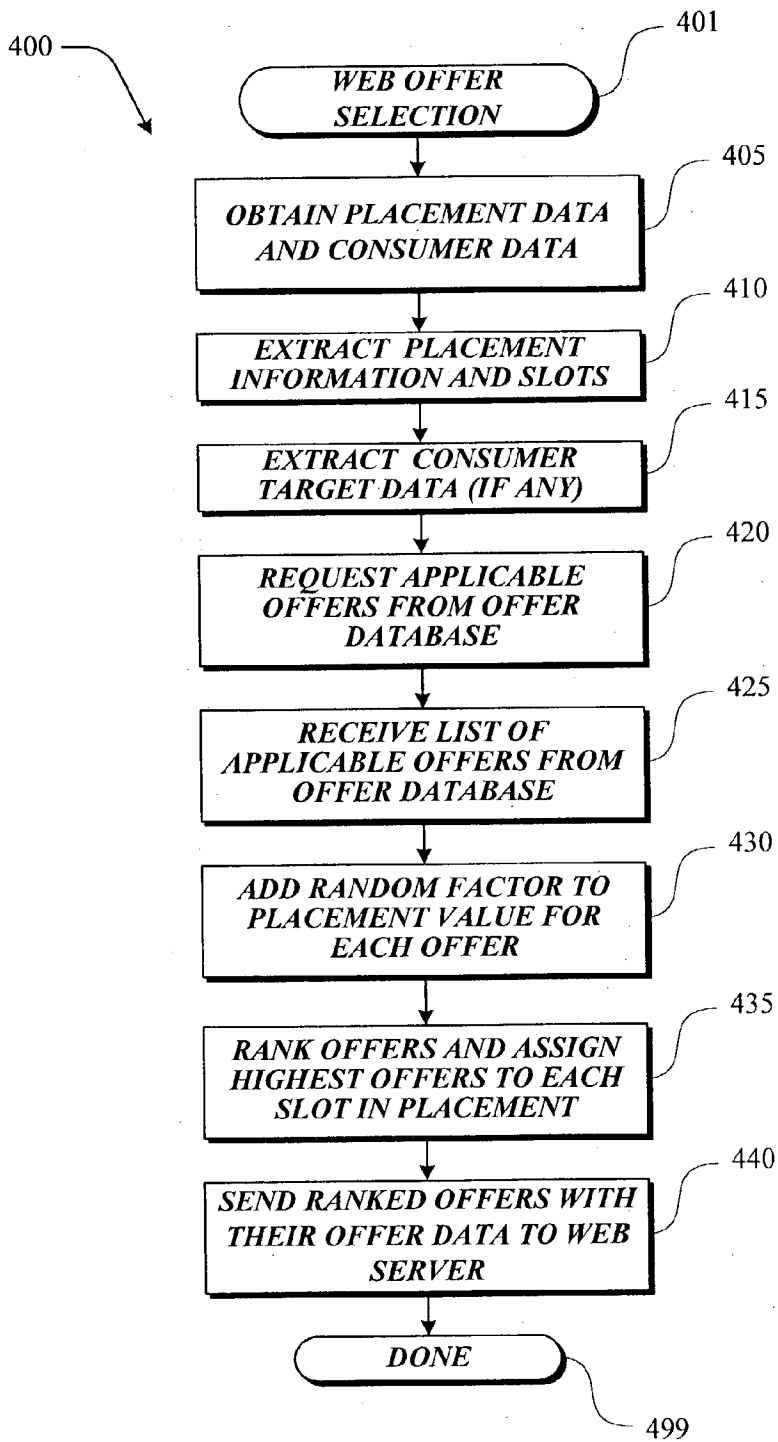 400
401
WEB OFFER
SELECTION
405
OBTAIN PLACEMENT DATA
AND CONSUMER DATA
410
EXTRACT PLACEMENT
INFORMATION AND SLOTS
415
EXTRACT CONSUMER
TARGET DATA (IF ANY)
420
REQUEST APPLICABLE
OFFERS FROM OFFER
DATABASE
425
RECEIVE LIST OF
APPLICABLE OFFERS FROM
OFFER DATABASE
430
ADD RANDOM FACTOR TO
PLACEMENT VALUE FOR
EACH OFFER
435
RANK OFFERS AND ASSIGN
HIGHEST OFFERS TO EACH
SLOT IN PLACEMENT
440
SEND RANKED OFFERS WITH
THEIR OFFER DATA TO WEB
SERVER
DONE
499